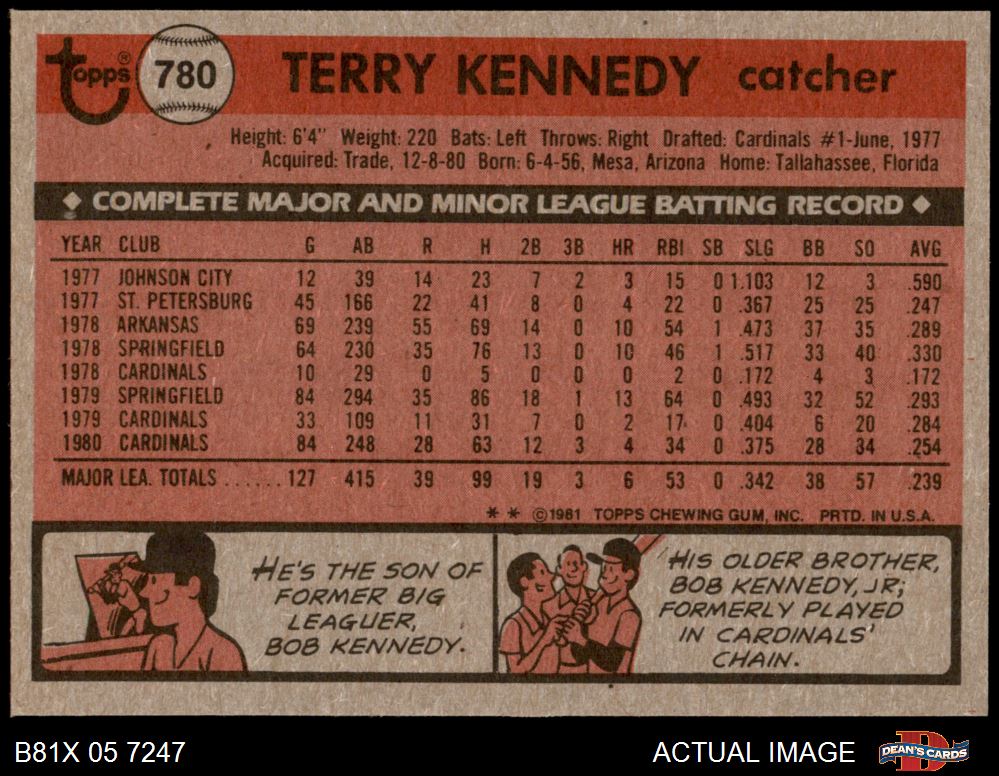 Topps® 780 TERRY KENNEDY catcher
Height: 6'4" Weight: 220 Bats: Left Throws: Right Drafted: Cardinals #1-June, 1977
Acquired: Trade, 12-8-80 Born: 6-4-56, Mesa, Arizona Home: Tallahassee, Florida
◆ COMPLETE MAJOR AND MINOR LEAGUE BATTING RECORD ◆
YEAR CLUB G AB R H 2B 3B HR RBI SB SLG BB SO AVG
1977 JOHNSON CITY 12 39 14 23 7 2 3 15 0 1.103 12 3 .590
1977 ST. PETERSBURG 45 166 22 41 8 0 4 22 0 .367 25 25 .247
1978 ARKANSAS 69 239 55 69 14 0 10 54 1 .473 37 35 .289
1978 SPRINGFIELD 64 230 35 76 13 0 10 46 1 .517 33 40 .330
1978 CARDINALS 10 29 0 5 0 0 0 2 0 .172 4 3 .172
1979 SPRINGFIELD 84 294 35 86 18 1 13 64 0 .493 32 52 .293
1979 CARDINALS 33 109 11 31 7 0 2 17 0 .404 6 20 .284
1980 CARDINALS 84 248 28 63 12 3 4 34 0 .375 28 34 .254
MAJOR LEA. TOTALS ...... 127 415 39 99 19 3 6 53 0 .342 38 57 .239
* * ©1981 TOPPS CHEWING GUM, INC. PRTD. IN U.S.A.
HE'S THE SON OF
FORMER BIG
LEAGUER,
BOB KENNEDY.
HIS OLDER BROTHER,
BOB KENNEDY, JR;
FORMERLY PLAYED
IN CARDINALS'
CHAIN.
B81X 05 7247 ACTUAL IMAGE DEAN'S CARDS